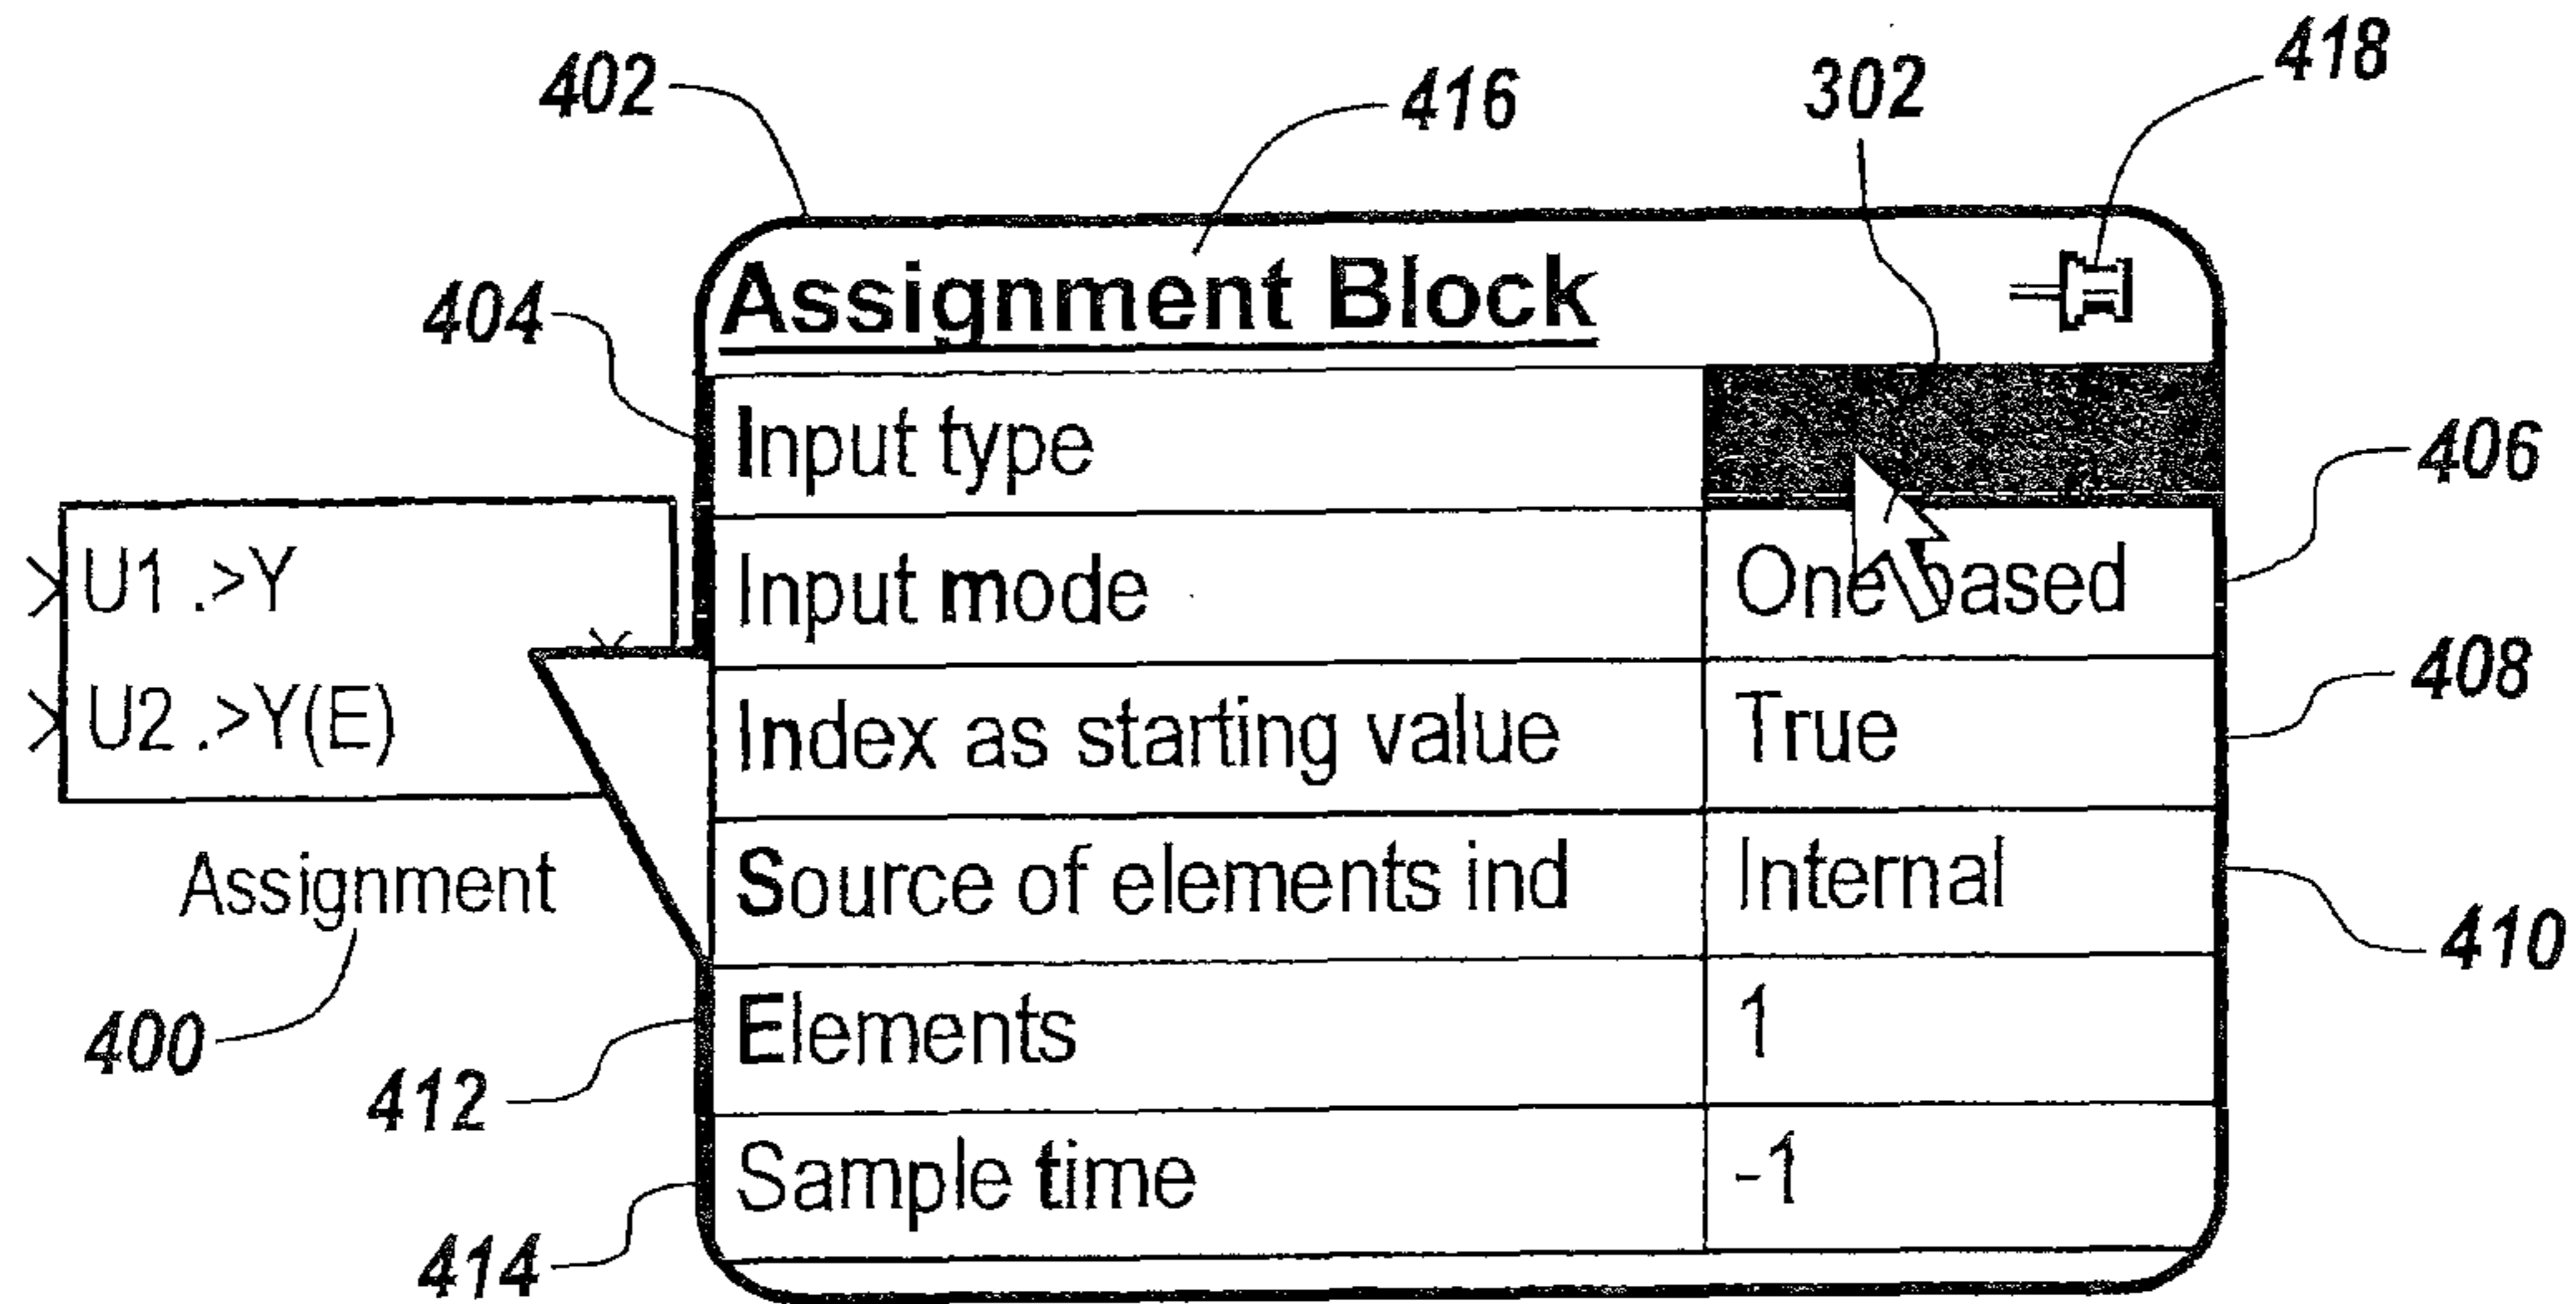 402 416 302 418
Assignment Block
404
Input type
406
Input mode One based
U1 .>Y
408
Index as starting value True
U2 .>Y(E)
Source of elements ind Internal
Assignment
410
400
Elements 1
412
Sample time -1
414